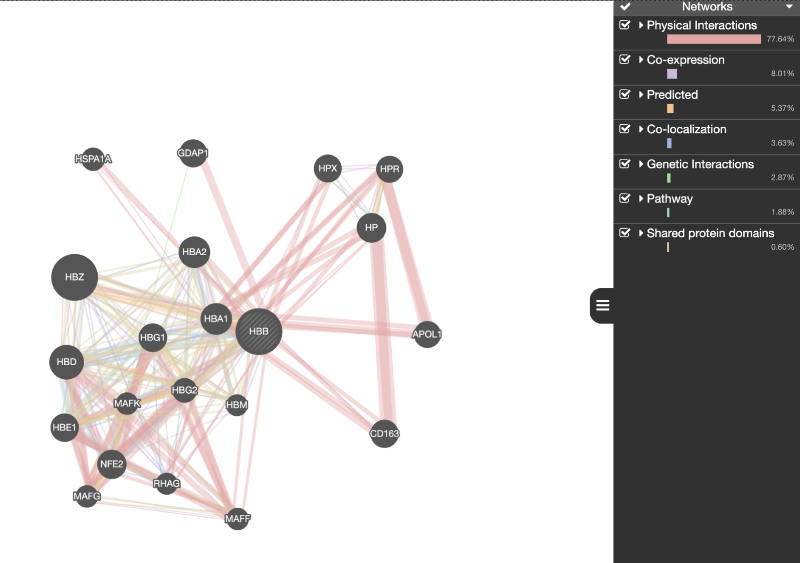 Networks
Physical Interactions
77.64%
Co-expression
8.01%
Predicted
5.37%
Co-localization
3.63%
Genetic Interactions
2.87%
Pathway
1.88%
Shared protein domains
0.60%
HSPA1A
GDAP1
HPX
HPR
HP
HBA2
HBZ
HBA1
HBB
HBG1
APOL1
HBD
HBG2
MAFK
HBM
HBE1
CD163
NFE2
RHAG
MAFG
MAFF